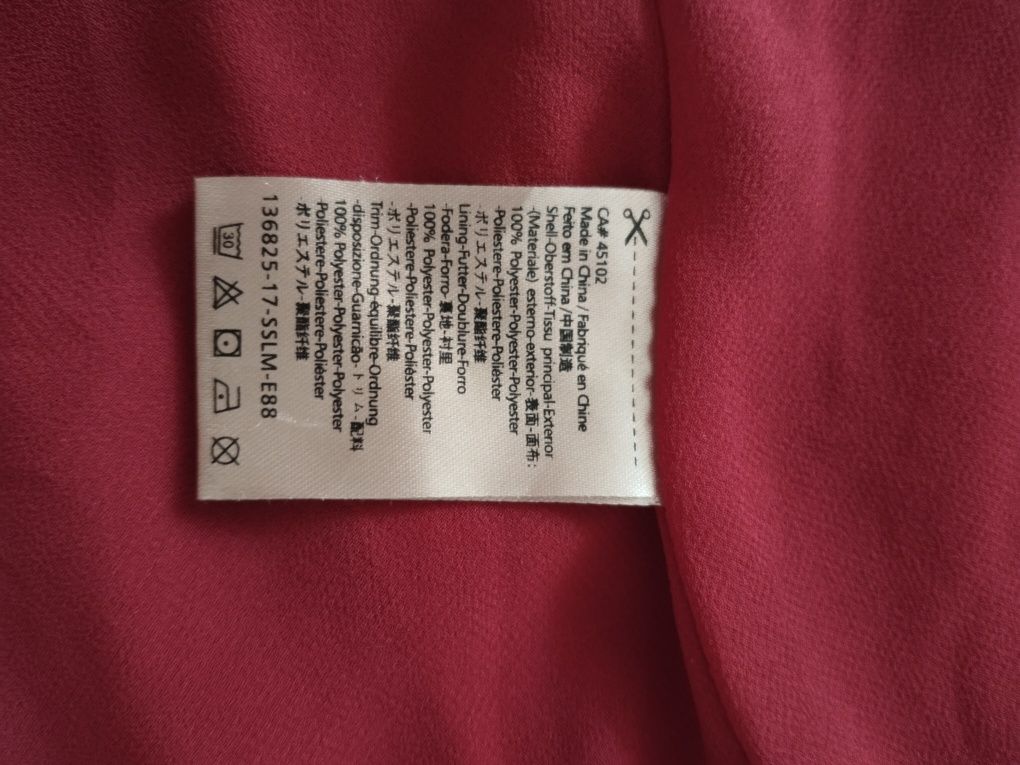 CA# 45102
Made in China / Fabriqué en Chine
Feito em China /中国制造
Shell-Oberstoff-Tissu principal-Exterior
-(Materiale) esterno-exterior-表面-面布:
100% Polyester-Polyester-Polyester
-Poliestere-Poliestere-Poliéster
-ポリエステル-聚酯纤维
Lining-Futter-Doublure-Forro
-Fodera-Forro-裏地-衬里
100% Polyester-Polyester-Polyester
-Poliestere-Poliestere-Poliéster
-ポリエステル-聚酯纤维
Trim-Ordnung-équilibre-Ordnung
-disposizione-Guarnicão-トリム-配料
100% Polyester-Polyester-Polyester
-Poliestere-Poliestere-Poliéster
-ポリエステル-聚酯纤维
136825-17-SSLM-E88
30